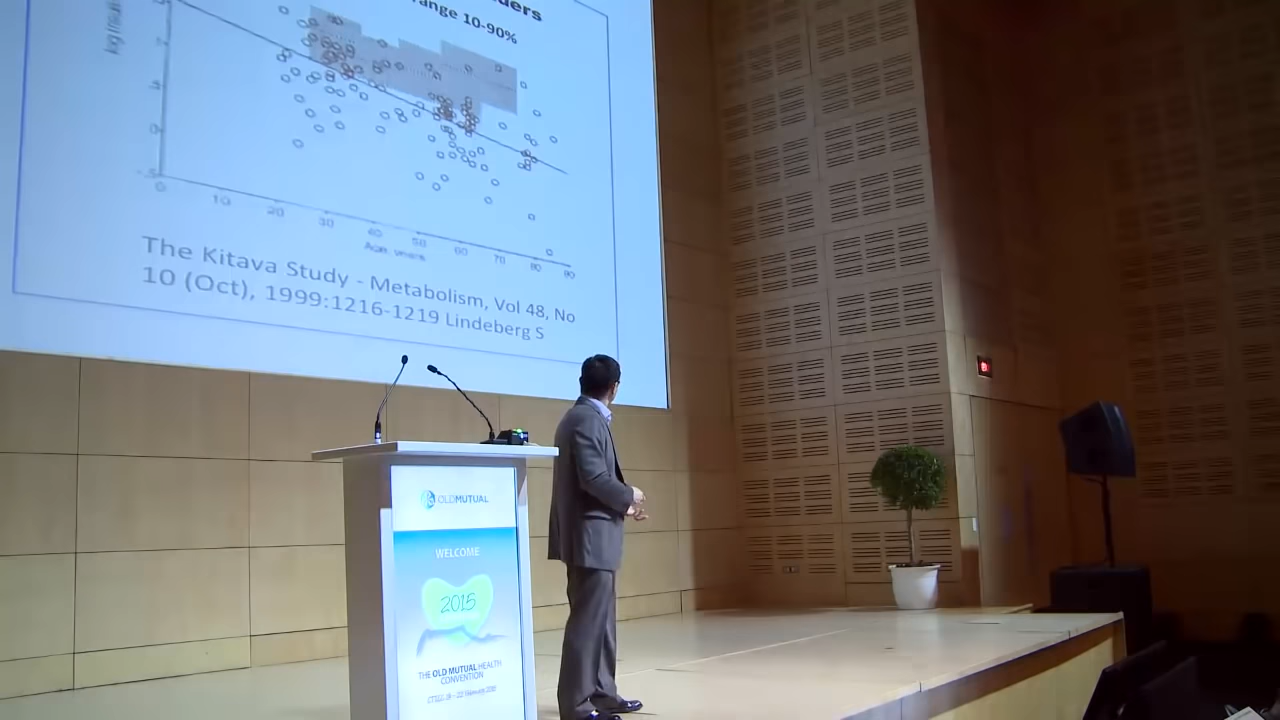 range 10-90%
0
10
20
30
40
50
60
70
80
90
Age years
The Kitava Study - Metabolism, Vol 48, No
10 (Oct), 1999:1216-1219 Lindeberg S
OLDMUTUAL
WELCOME
2015
THE OLD MUTUAL HEALTH
CONVENTION